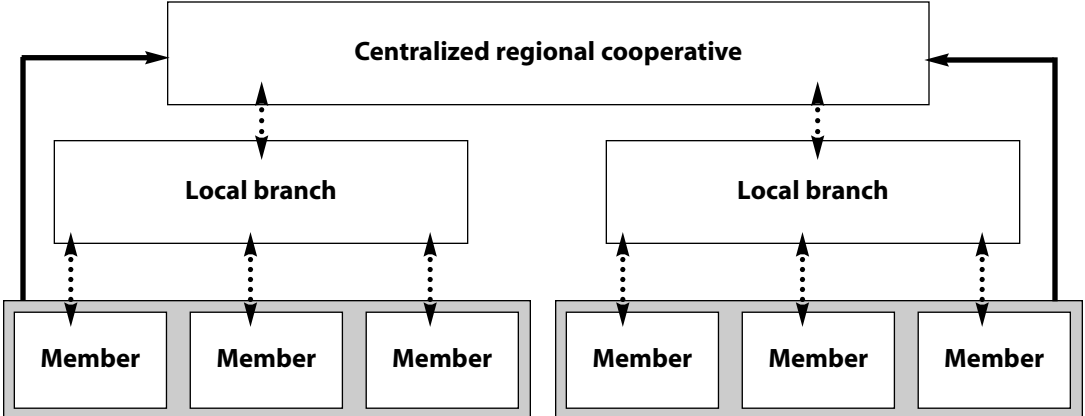 Centralized regional cooperative
Local branch
Local branch
Member
Member
Member
Member
Member
Member